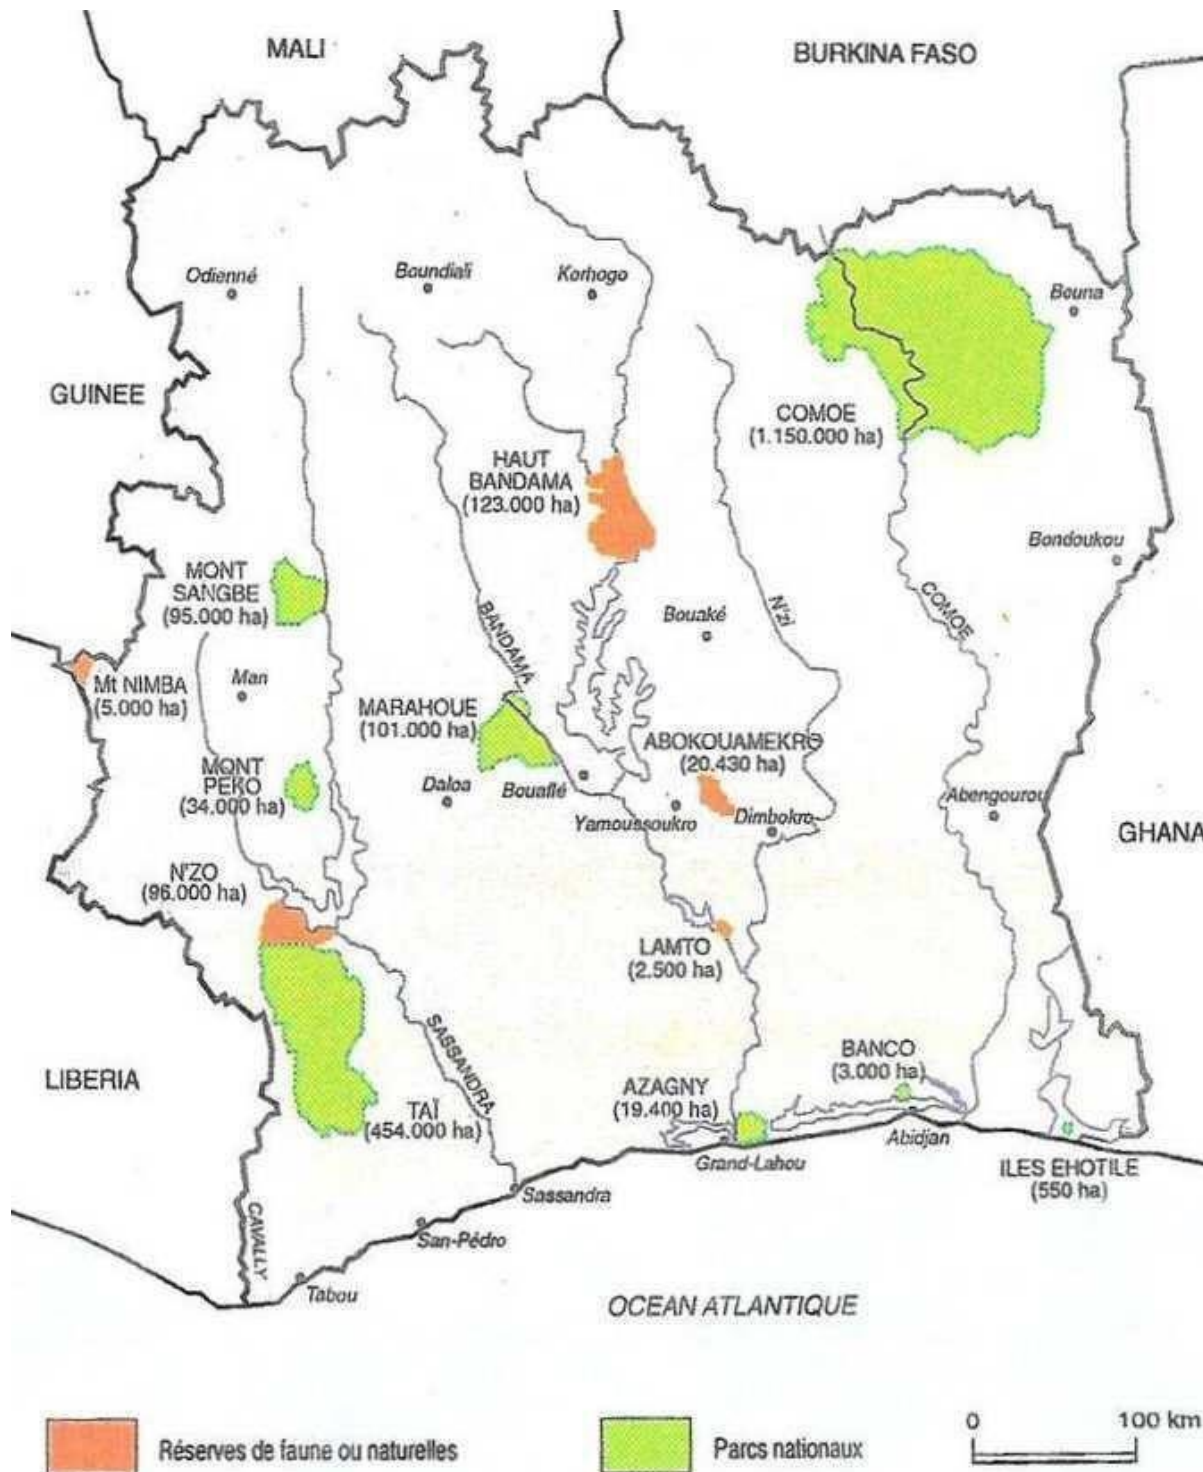 MALI
BURKINA FASO
Odienné
Boundiali
Korhogo
Bouna
GUINEE
COMOE
(1.150.000 ha)
HAUT
BANDAMA
(123.000 ha)
Bondoukou
MONT
SANGBE
(95.000 ha)
BANDAMA
Bouaké
N'zi
COMOE
Mt NIMBA
(5.000 ha)
Man
MARAHOUE
(101.000 ha)
ABOKOUAMEKRO
(20.430 ha)
MONT
PEKO
(34.000 ha)
Daloa
Bouaflé
Yamoussoukro
Dimbokro
Abengourou
GHANA
N'ZO
(96.000 ha)
LAMTO
(2.500 ha)
SASSANDRA
BANCO
(3.000 ha)
LIBERIA
TAÏ
(454.000 ha)
AZAGNY
(19.400 ha)
Grand-Lahou
Abidjan
ILES EHOTILE
(550 ha)
Sassandra
San-Pédro
CAVALLY
Tabou
OCEAN ATLANTIQUE
Réserves de faune ou naturelles
Parcs nationaux
0 100 km